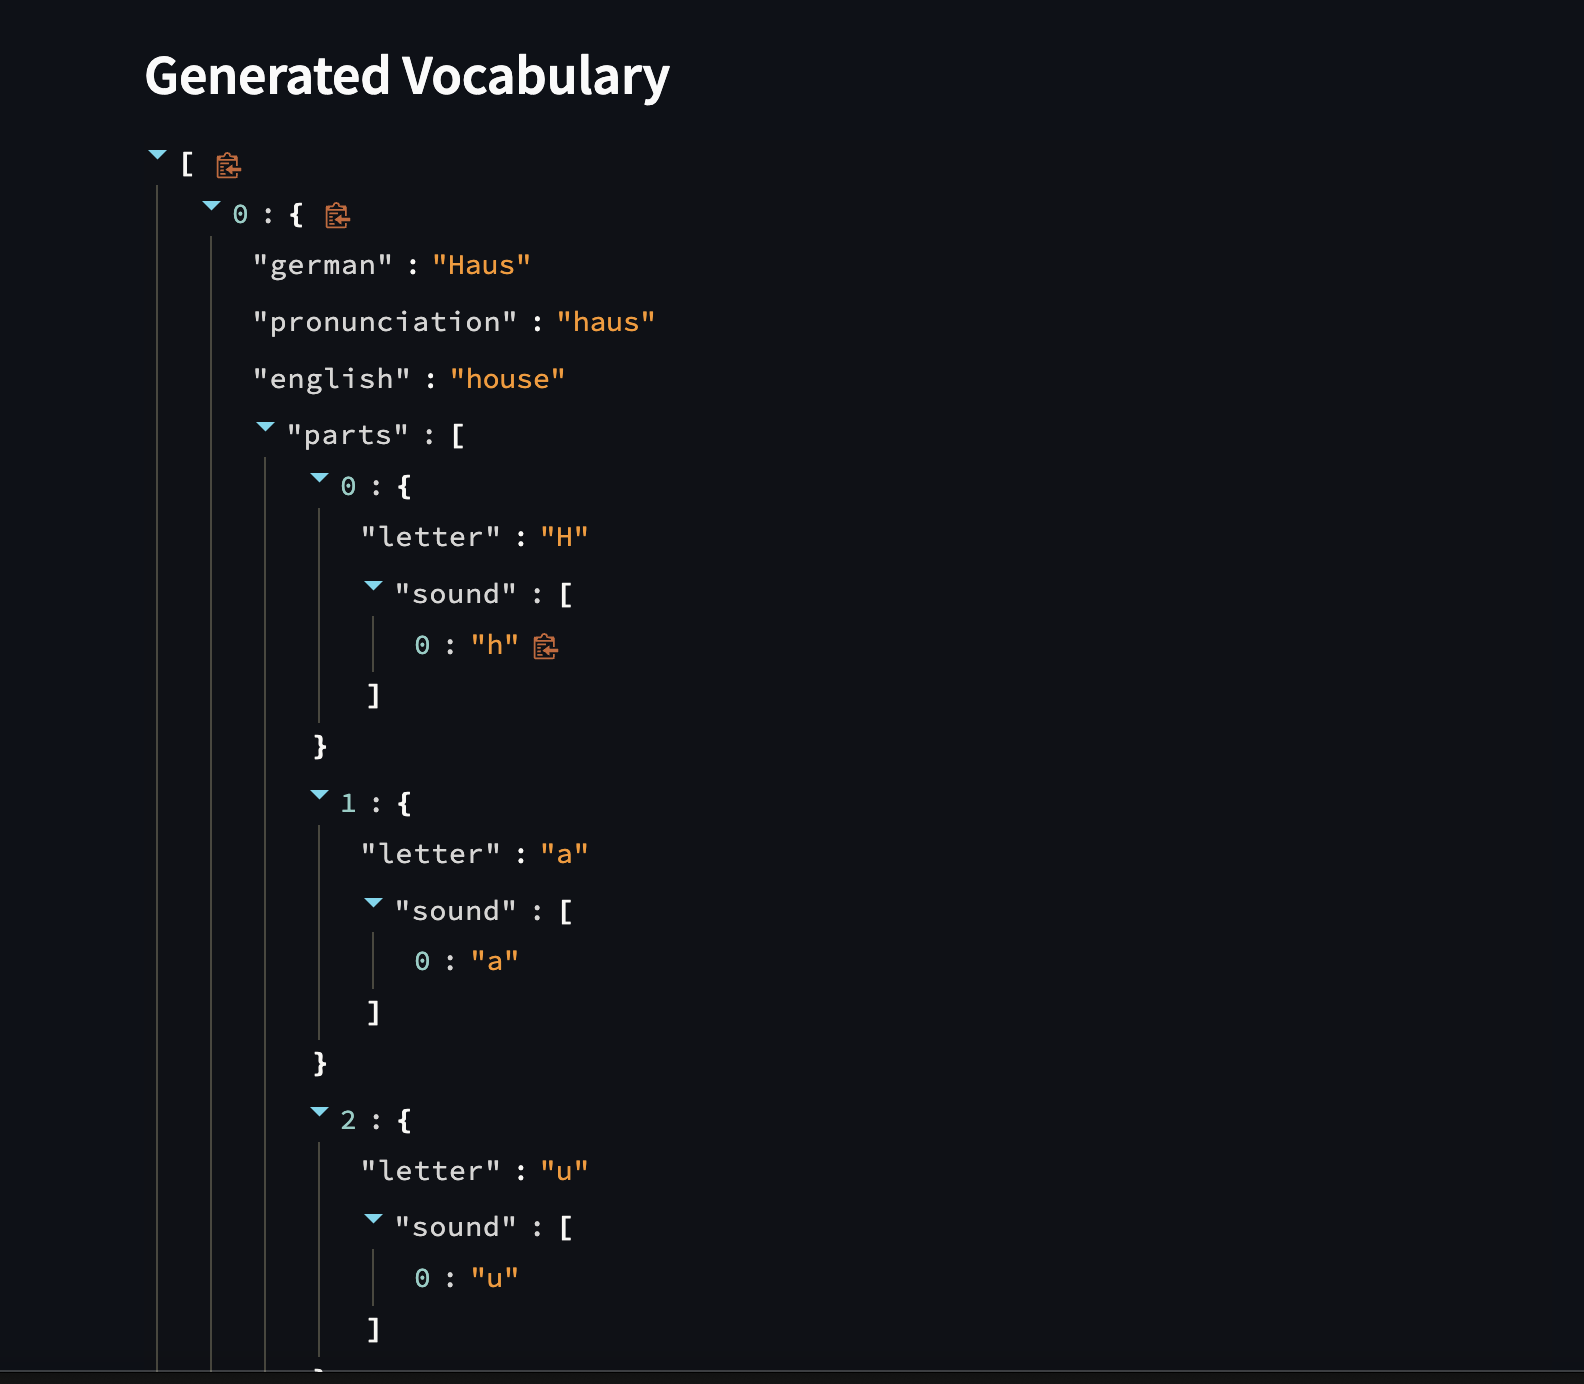 Generated Vocabulary
[
0 : {
"german" : "Haus"
"pronunciation" : "haus"
"english" : "house"
"parts" : [
0 : {
"letter" : "H"
"sound" : [
0 : "h"
]
}
1 : {
"letter" : "a"
"sound" : [
0 : "a"
]
}
2 : {
"letter" : "u"
"sound" : [
0 : "u"
]